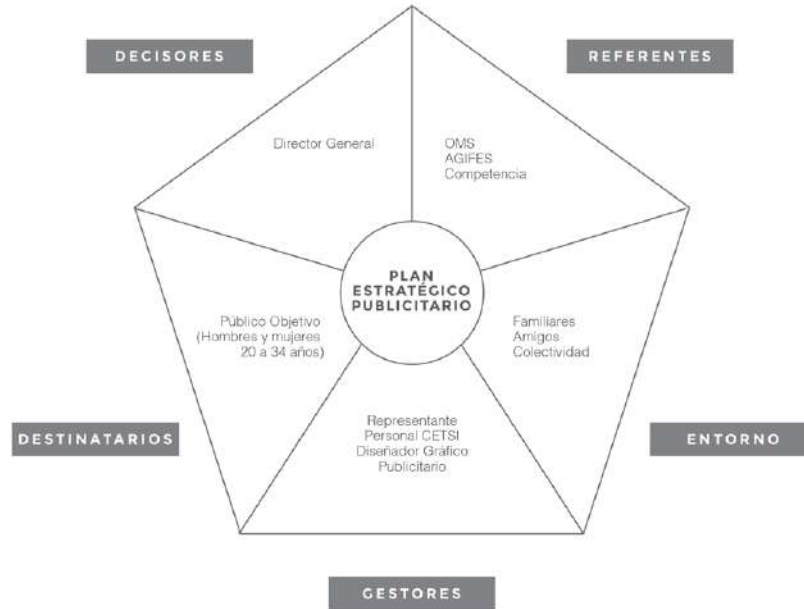 DECISORES
REFERENTES
Director General
OMS
AGIFES
Competencia
PLAN
ESTRATÉGICO
PUBLICITARIO
Público Objetivo
(Hombres y mujeres
20 a 34 años)
Familiares
Amigos
Colectividad
Representante
Personal CETSI
Diseñador Gráfico
Publicitario
DESTINATARIOS
ENTORNO
GESTORES